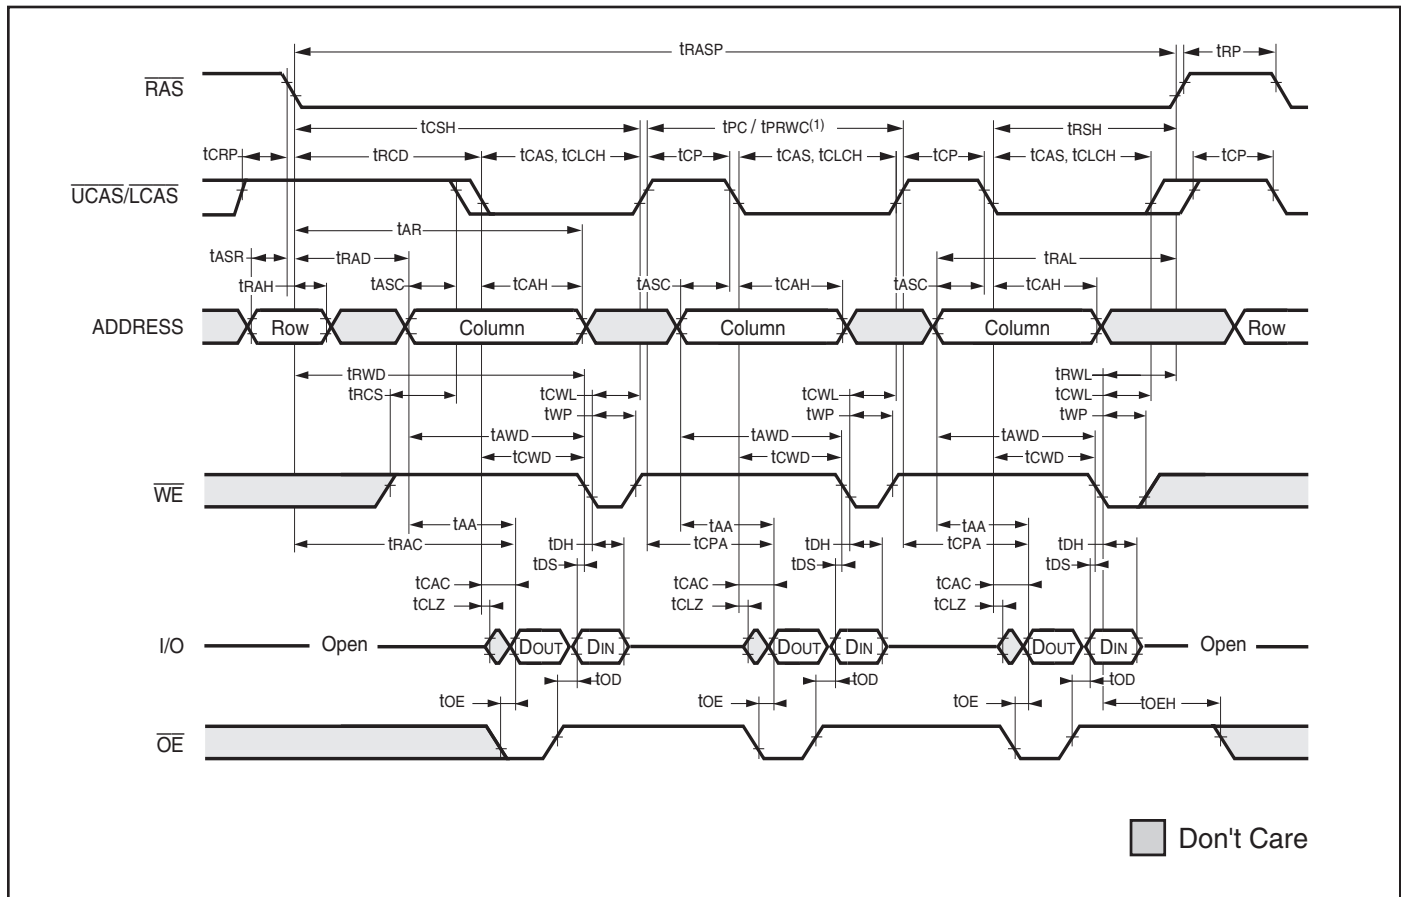 tRASP tRP
RAS
tCSH tPC / tPRWC(1) tRSH
tCRP tRCD tCAS, tCLCH tCP tCAS, tCLCH tCP tCAS, tCLCH tCP
UCAS/LCAS
tAR
tASR tRAD tRAL
tRAH tASC tCAH tASC tCAH tASC tCAH
ADDRESS Row Column Column Column Row
tRWD tRWL
tRCS tCWL tCWL tCWL
tWP tWP tWP
tAWD tAWD tAWD
tCWD tCWD tCWD
WE
tAA tAA tAA
tRAC tDH tCPA tDH tCPA tDH
tDS tDS tDS
tCAC tCAC tCAC
tCLZ tCLZ tCLZ
I/O Open DOUT DIN DOUT DIN DOUT DIN Open
tOD tOD
tOE tOE tOE tOEH
OE
Don't Care